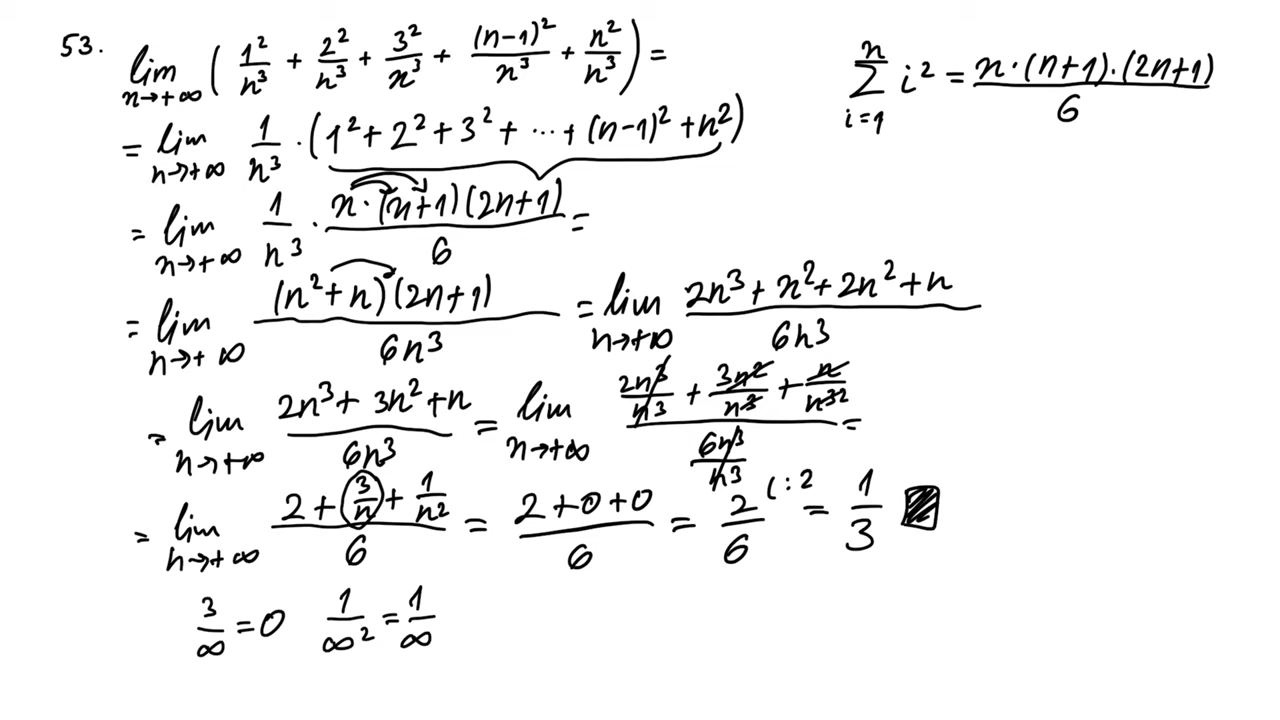 53. lim n→+∞ ( 1²/n³ + 2²/n³ + 3²/n³ + (n-1)²/n³ + n²/n³ ) =
∑ i=1 n i² = n·(n+1)·(2n+1)/6
= lim n→+∞ 1/n³ · (1² + 2² + 3² + ... + (n-1)² + n²)
= lim n→+∞ 1/n³ · n·(n+1)(2n+1)/6 =
= lim n→+∞ (n²+n)(2n+1)/6n³ = lim n→+∞ 2n³ + n² + 2n² + n/6n³
= lim n→+∞ 2n³ + 3n² + n/6n³ = lim n→+∞ 2n³/n³ + 3n²/n³ + n/n³² / 6n³/n³ =
= lim n→+∞ 2 + 3/n + 1/n²/6 = 2+0+0/6 = 2/6 (:2 = 1/3
3/∞ = 0 1/∞² = 1/∞